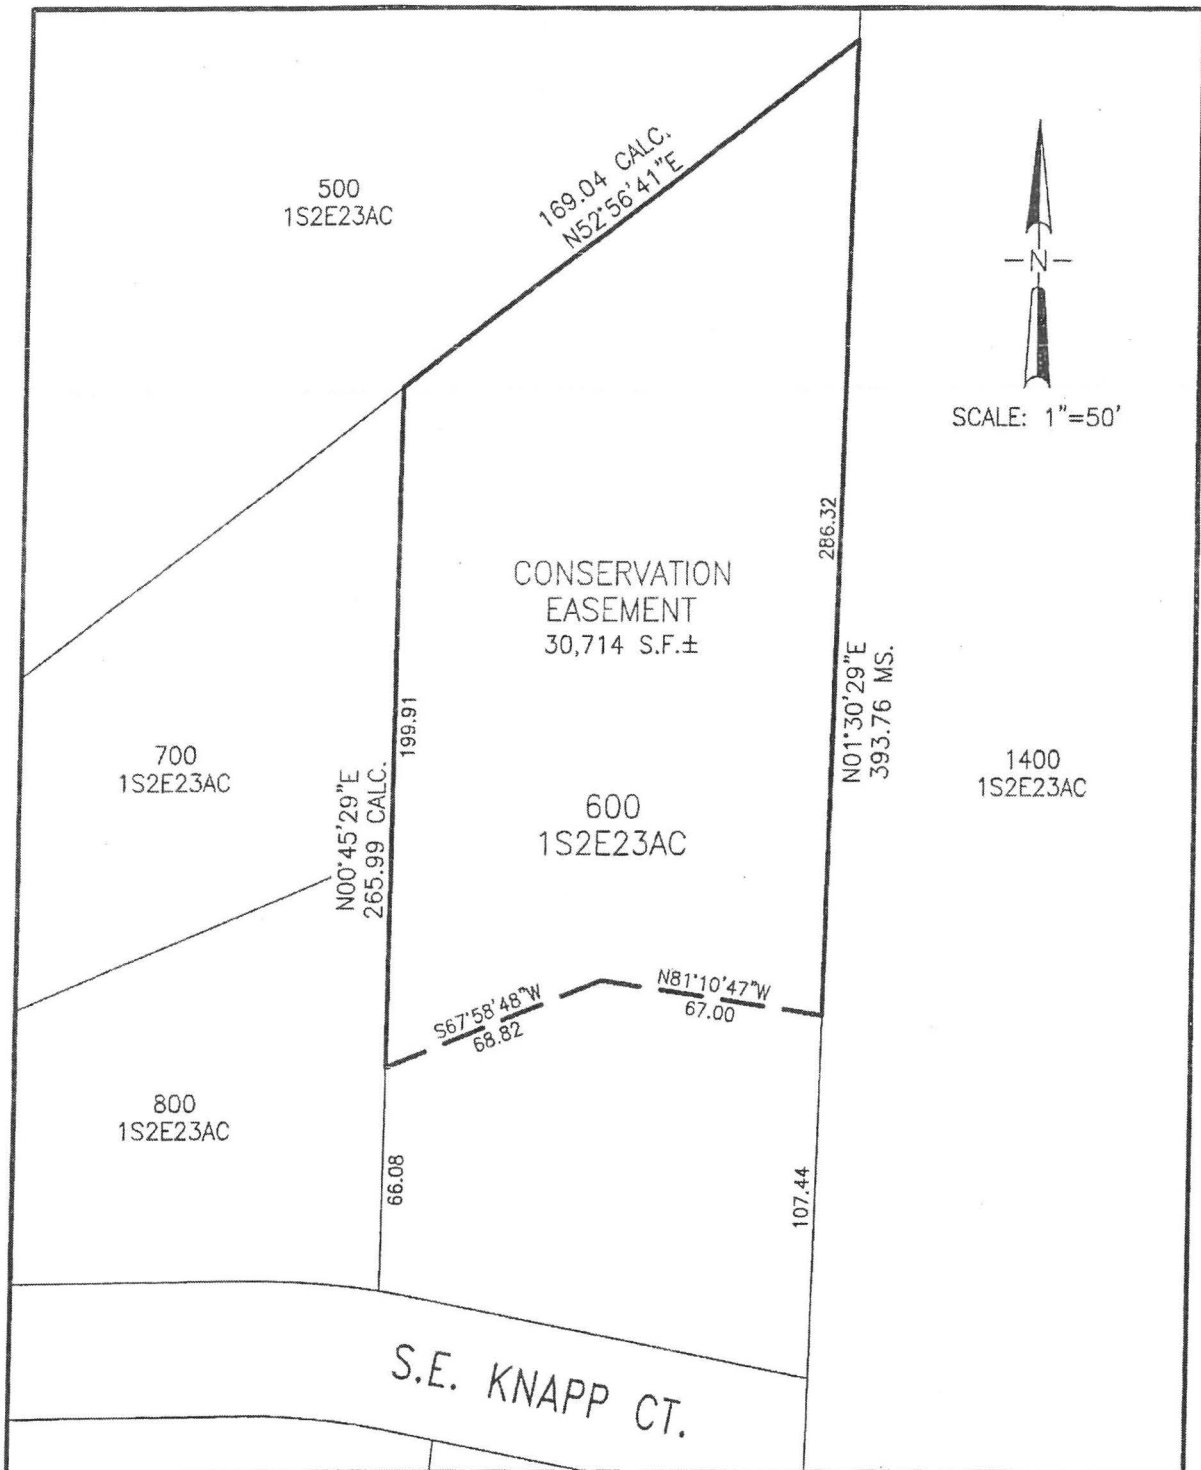 169.04 CALC.
N52°56'41"E
500
1S2E23AC
N
SCALE: 1"=50'
CONSERVATION
EASEMENT
30,714 S.F.±
286.32
N01°30'29"E
393.76 MS.
199.91
N00°45'29"E
265.99 CALC.
700
1S2E23AC
600
1S2E23AC
1400
1S2E23AC
S67°58'48"W
68.82
N81°10'47"W
67.00
800
1S2E23AC
66.08
107.44
S.E. KNAPP CT.